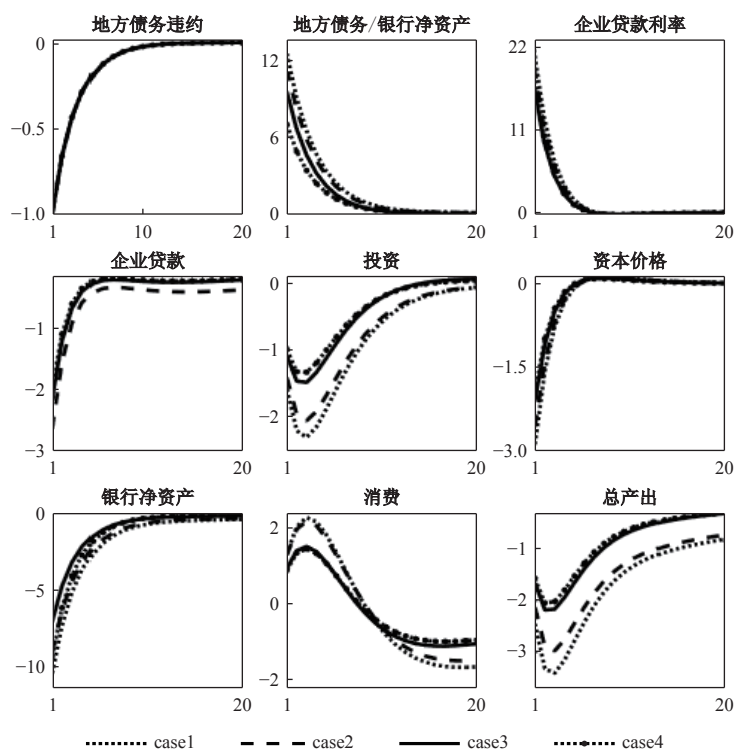 地方债务违约 地方债务/银行净资产 企业贷款利率
0 12 22
−0.5 6 11
−1.0 0 0
1 10 20 1 20 1 20
企业贷款 投资 资本价格
0 0
−1 −1
−1.5
−2 −2
−3 −3.0
1 20 1 20 1 20
银行净资产 消费 总产出
0 2 −1
−5 0 −2
−10 −2 −3
1 20 1 20 1 20
case1 case2 case3 case4